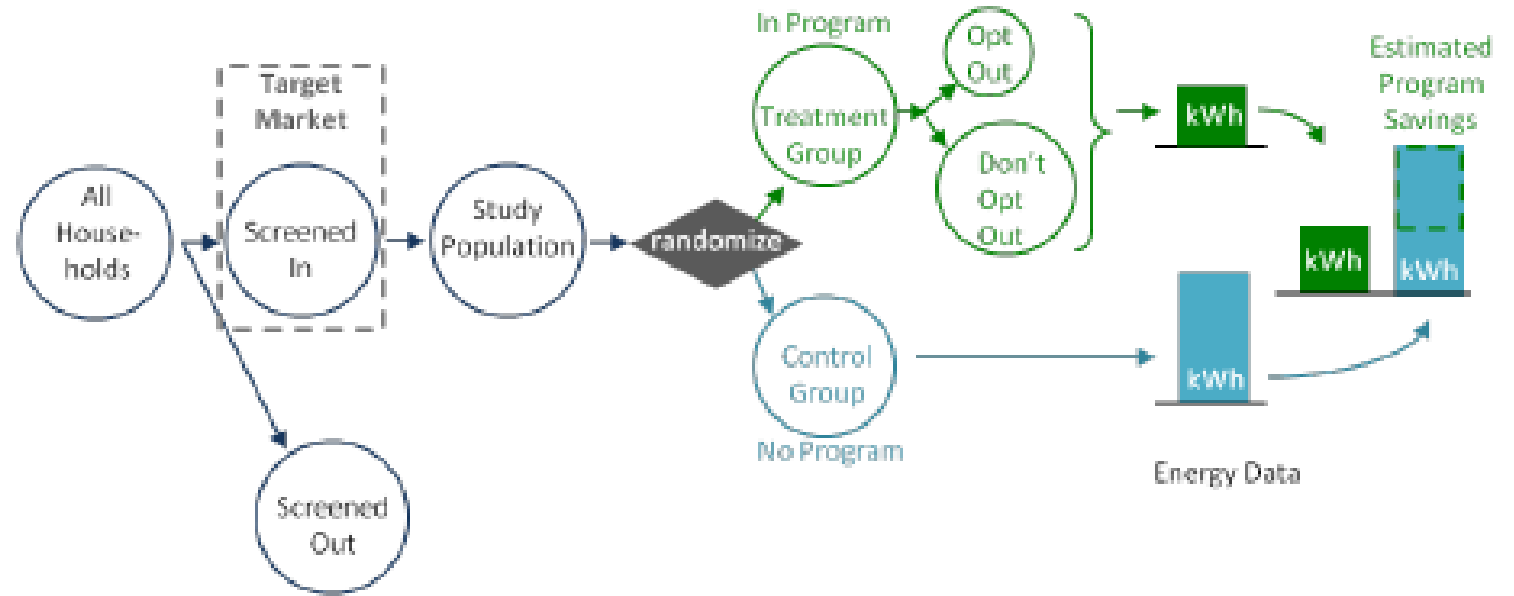 All
House-
holds
Target
Market
Screened
In
Screened
Out
Study
Population
randomize
In Program
Treatment
Group
Opt
Out
Don't
Opt
Out
Control
Group
No Program
kWh
kWh
Energy Data
Estimated
Program
Savings
kWh
kWh